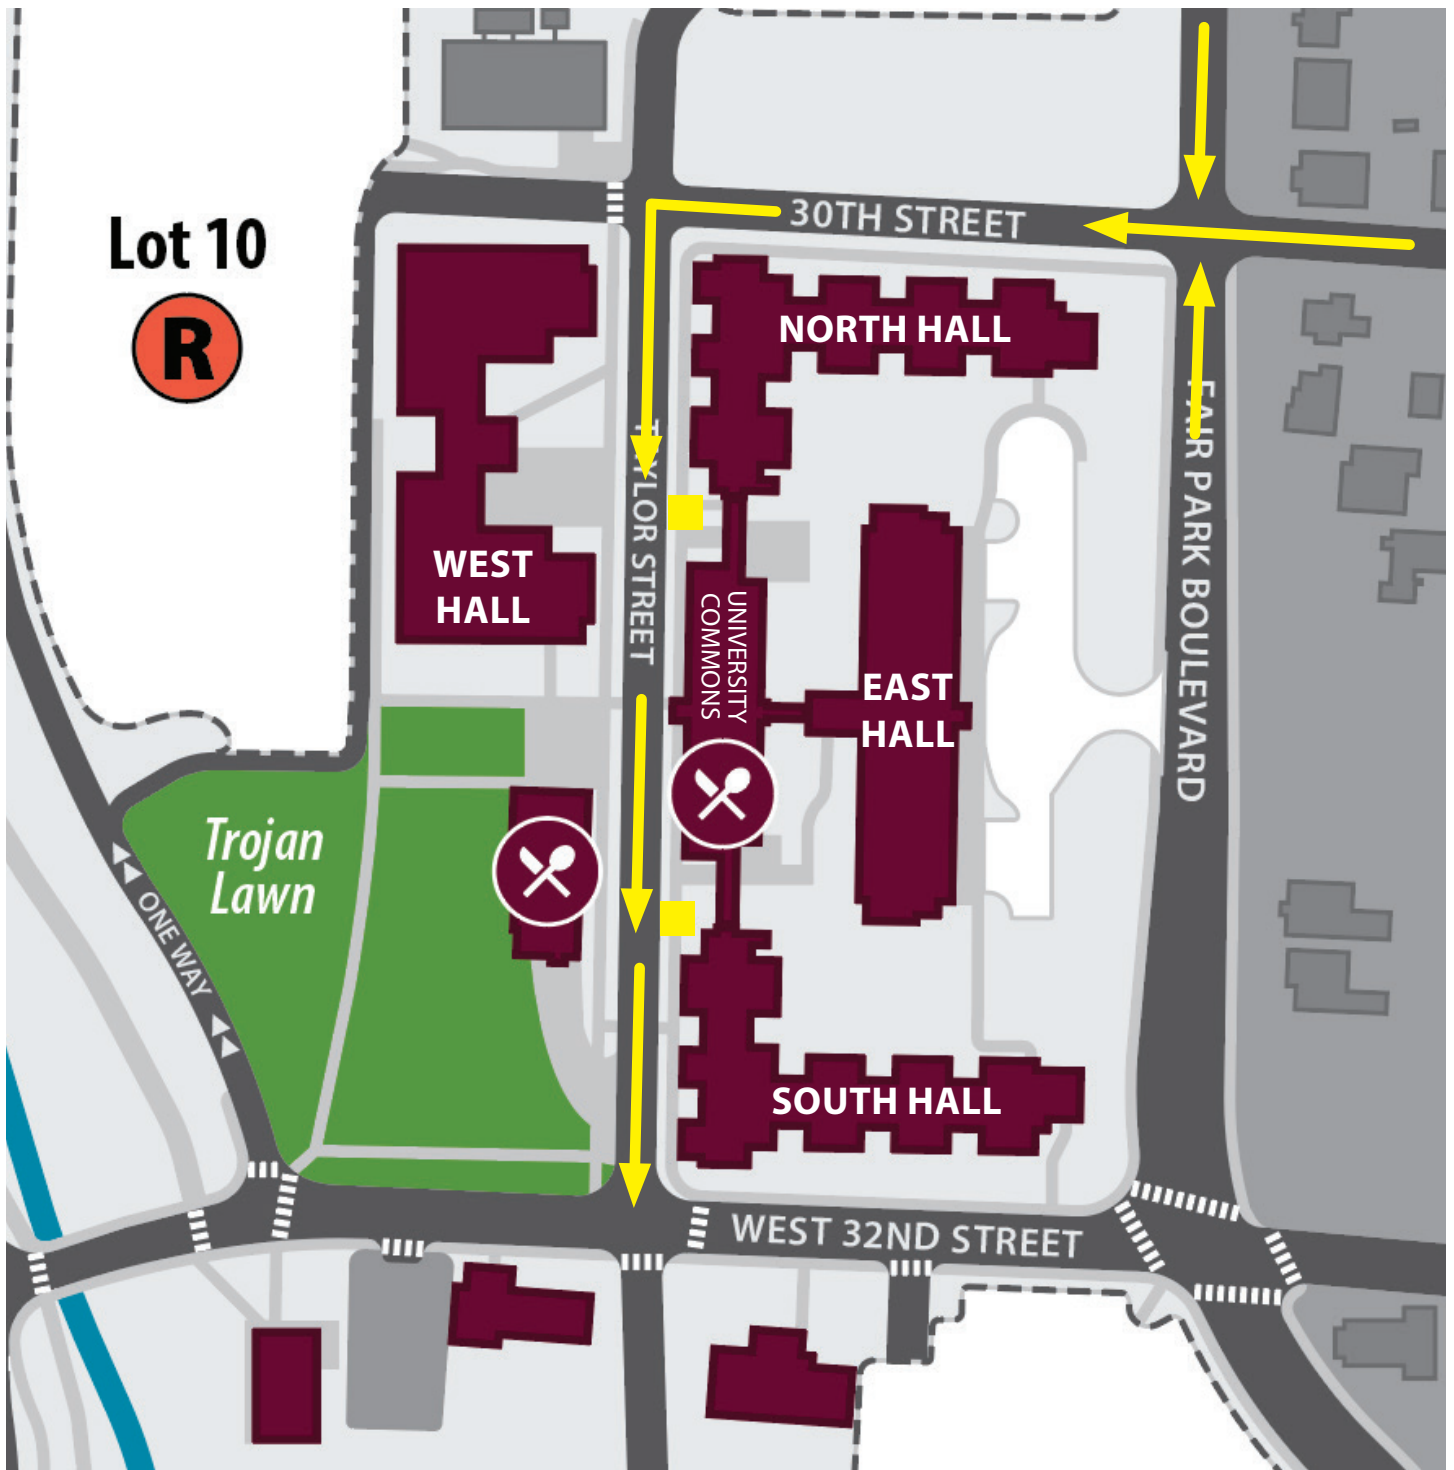 30TH STREET
Lot 10
R
NORTH HALL
TAYLOR STREET
FAIR PARK BOULEVARD
WEST
HALL
UNIVERSITY
COMMONS
EAST
HALL
Trojan
Lawn
ONE WAY
SOUTH HALL
WEST 32ND STREET